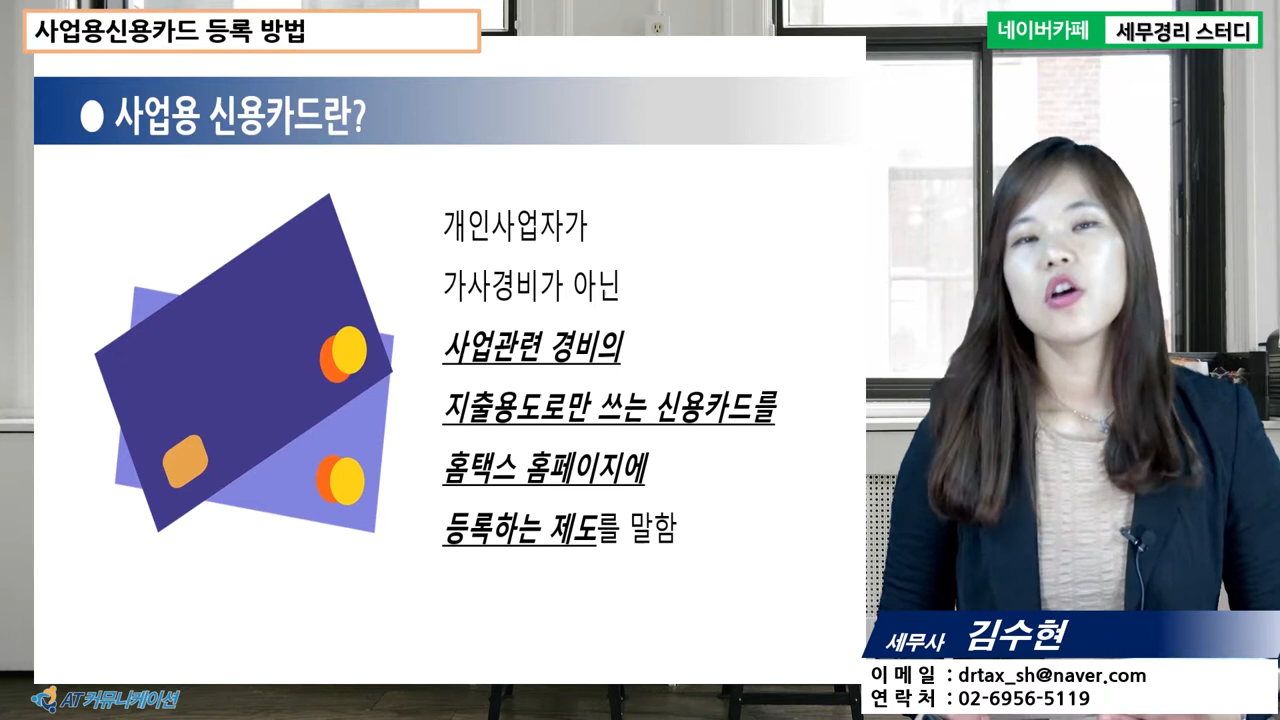 사업용신용카드 등록 방법
네이버카페 세무경리 스터디
● 사업용 신용카드란?
개인사업자가
가사경비가 아닌
사업관련 경비의
지출용도로만 쓰는 신용카드를
홈택스 홈페이지에
등록하는 제도를 말함
세무사 김수현
이 메 일 : drtax_sh@naver.com
연 락 처 : 02-6956-5119
AT커뮤니케이션